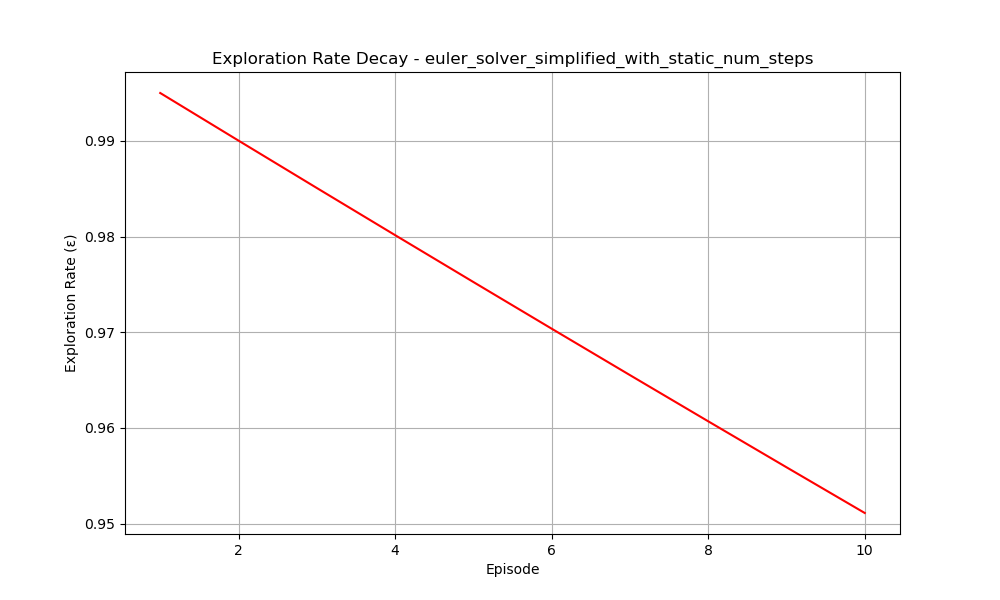 Exploration Rate Decay - euler_solver_simplified_with_static_num_steps
Exploration Rate (ε)
0.99
0.98
0.97
0.96
0.95
2 4 6 8 10
Episode